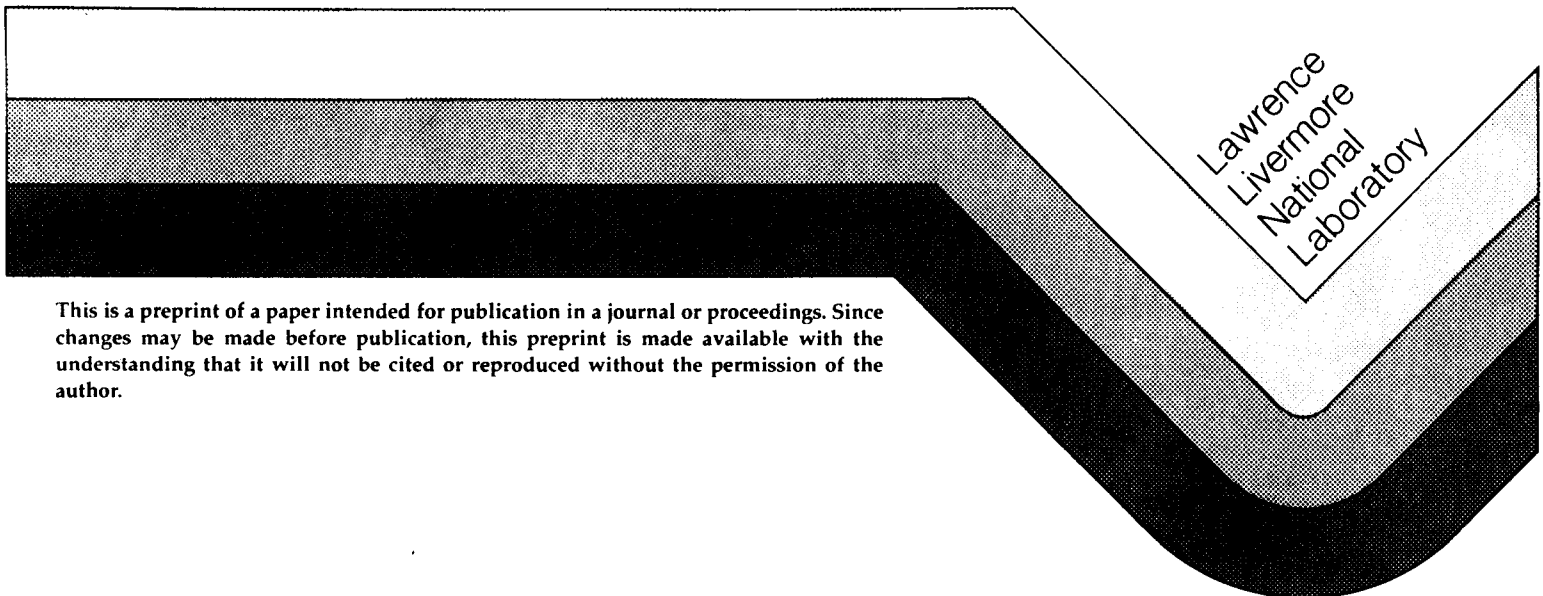 Lawrence
Livermore
National
Laboratory
This is a preprint of a paper intended for publication in a journal or proceedings. Since
changes may be made before publication, this preprint is made available with the
understanding that it will not be cited or reproduced without the permission of the
author.